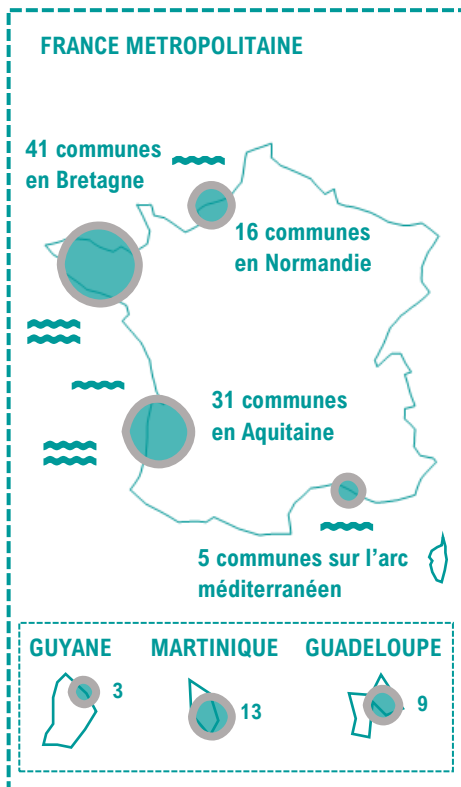 FRANCE METROPOLITAINE
41 communes
en Bretagne
16 communes
en Normandie
31 communes
en Aquitaine
5 communes sur l'arc
méditerranéen
GUYANE
3
MARTINIQUE
13
GUADELOUPE
9